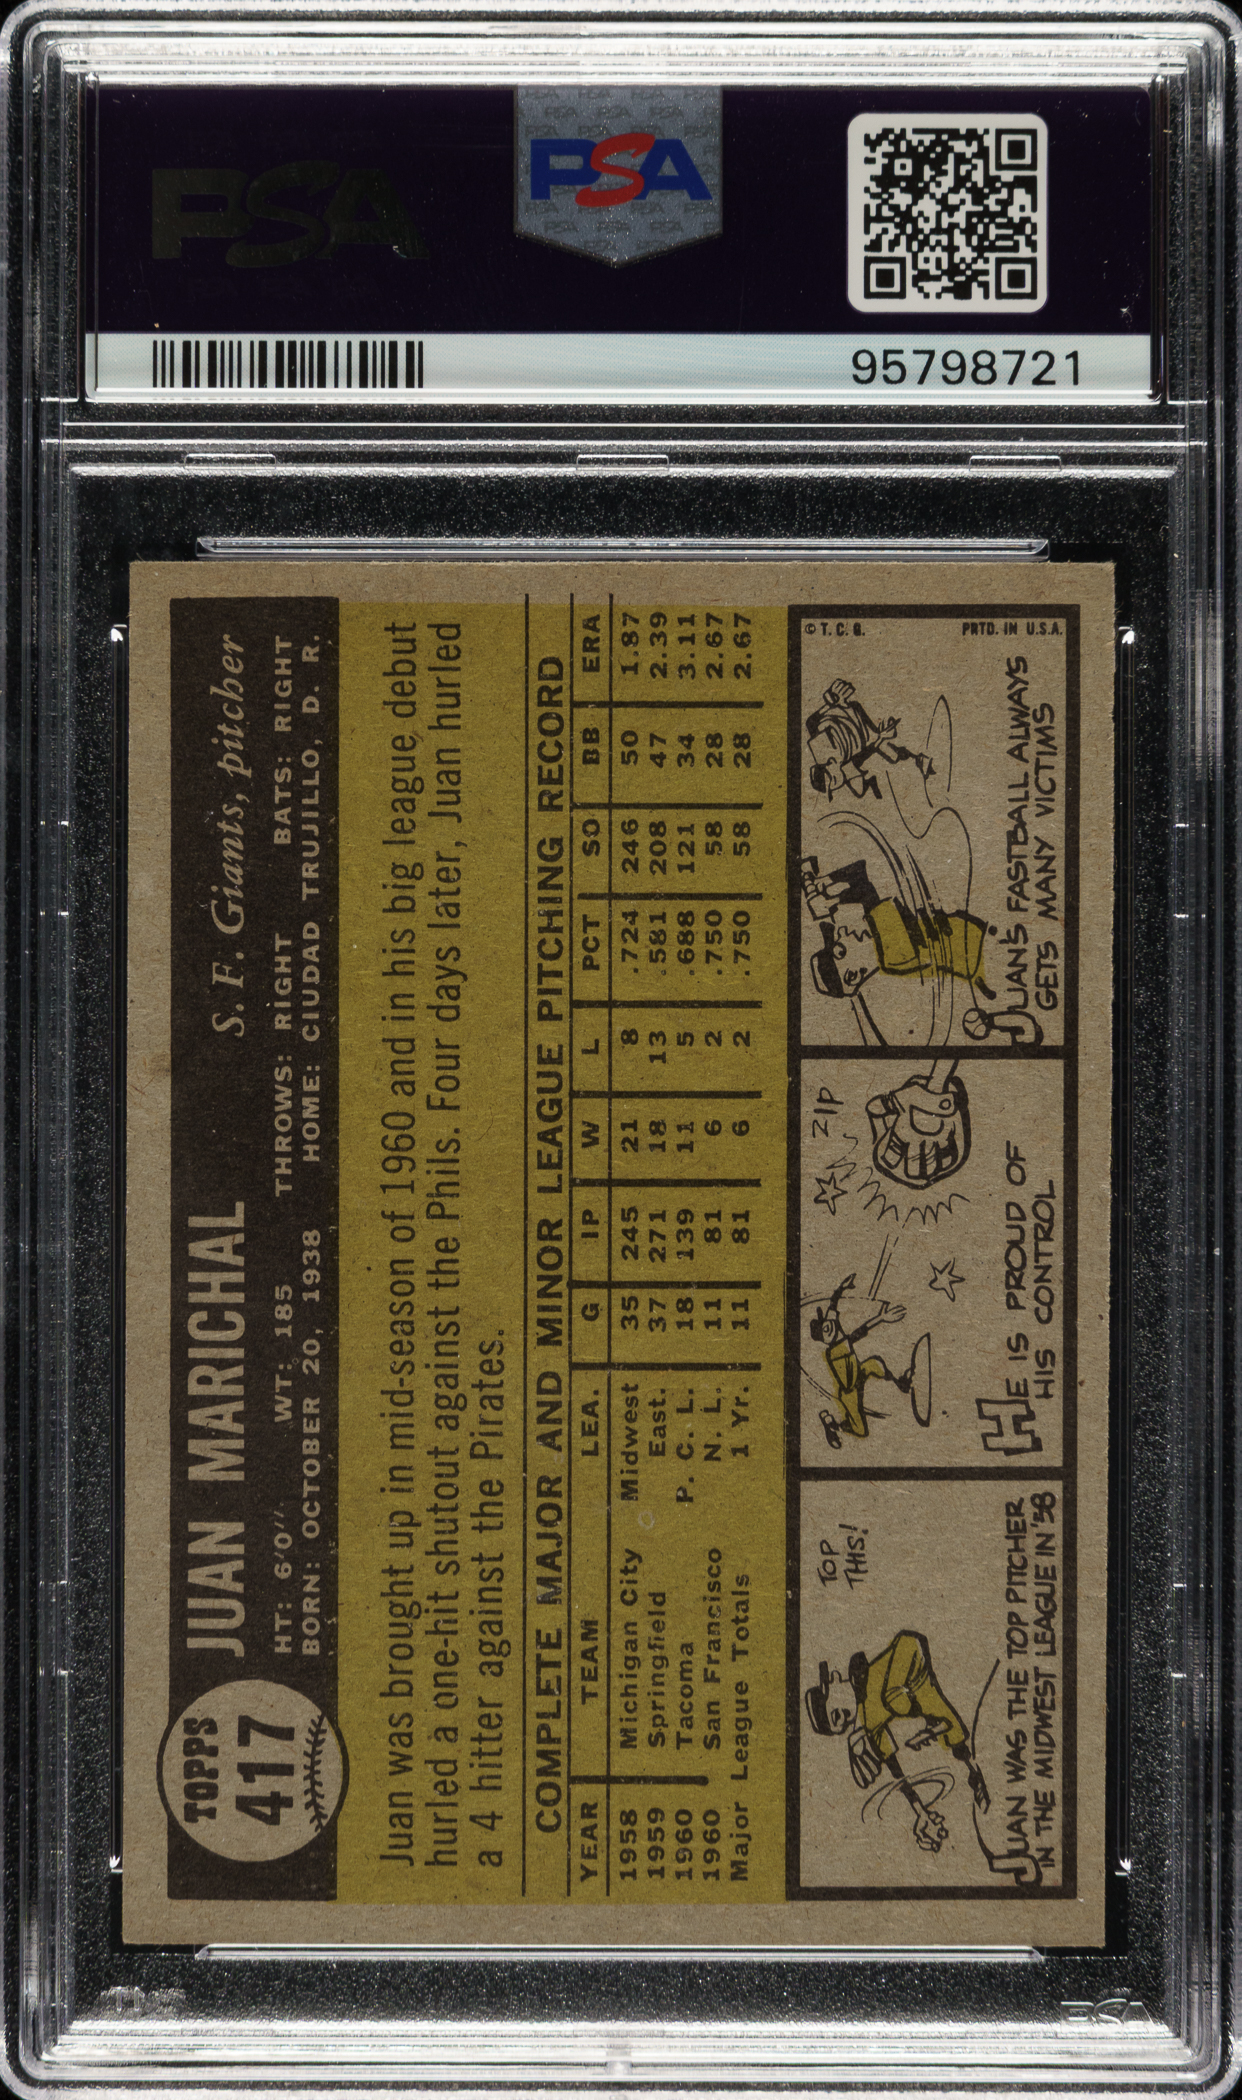 PSA
PSA
95798721
TOPPS
417
JUAN MARICHAL
S. F. Giants, pitcher
HT: 6'0" WT: 185 THROWS: RIGHT BATS: RIGHT
BORN: OCTOBER 20, 1938 HOME: CIUDAD TRUJILLO, D. R.
Juan was brought up in mid-season of 1960 and in his big league debut
hurled a one-hit shutout against the Phils. Four days later, Juan hurled
a 4 hitter against the Pirates.
COMPLETE MAJOR AND MINOR LEAGUE PITCHING RECORD
YEAR TEAM LEA. G IP W L PCT SO BB ERA
1958 Michigan City Midwest 35 245 21 8 .724 246 50 1.87
1959 Springfield East. 37 271 18 13 .581 208 47 2.39
1960 Tacoma P. C. L. 18 139 11 5 .688 121 34 3.11
1960 San Francisco N. L. 11 81 6 2 .750 58 28 2.67
Major League Totals 1 Yr. 11 81 6 2 .750 58 28 2.67
TOP
THIS!
JUAN WAS THE TOP PITCHER
IN THE MIDWEST LEAGUE IN '58
ZIP
HE IS PROUD OF
HIS CONTROL
© T. C. G. PRTD. IN U.S.A.
JUAN'S FASTBALL ALWAYS
GETS MANY VICTIMS
PSA